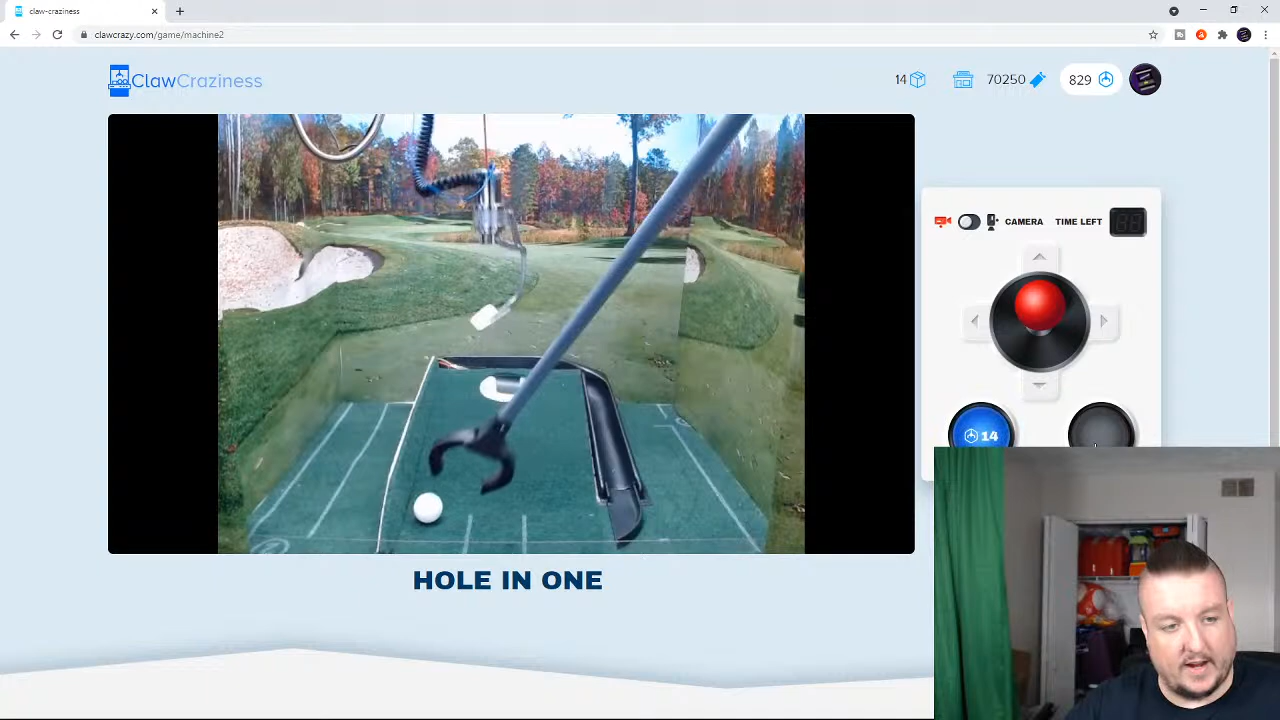 claw-craziness
clawcrazy.com/game/machine2
ClawCraziness
14
70250
829
CAMERA
TIME LEFT
14
HOLE IN ONE